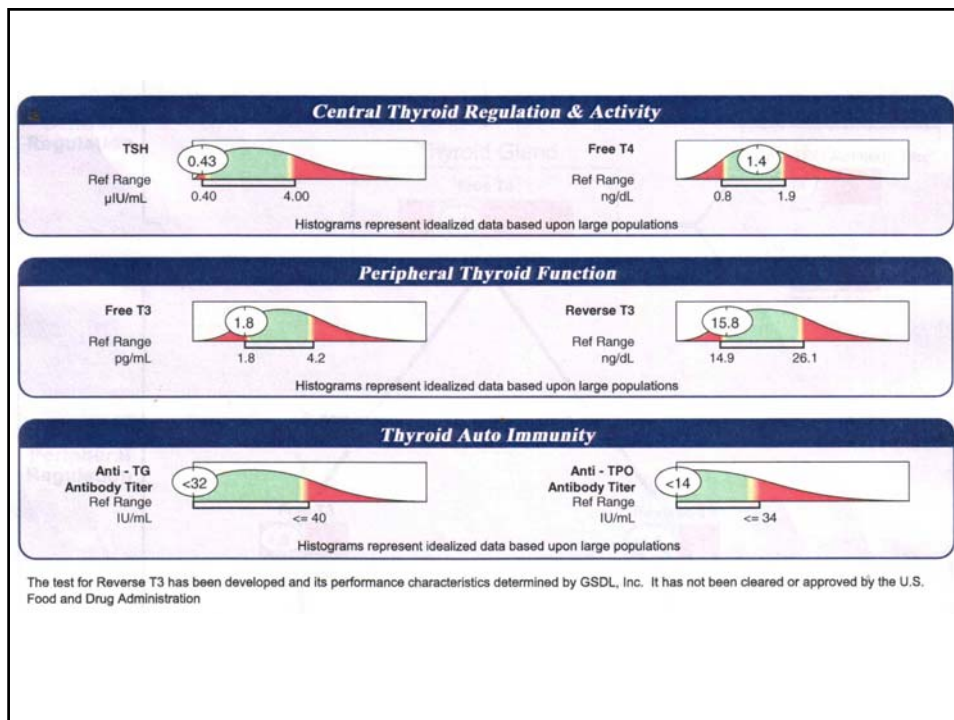 Central Thyroid Regulation & Activity
TSH
0.43
Ref Range
µIU/mL
0.40
4.00
Free T4
1.4
Ref Range
ng/dL
0.8
1.9
Histograms represent idealized data based upon large populations
Peripheral Thyroid Function
Free T3
1.8
Ref Range
pg/mL
1.8
4.2
Reverse T3
15.8
Ref Range
ng/dL
14.9
26.1
Histograms represent idealized data based upon large populations
Thyroid Auto Immunity
Anti - TG
Antibody Titer
<32
Ref Range
IU/mL
<= 40
Anti - TPO
Antibody Titer
<14
Ref Range
IU/mL
<= 34
Histograms represent idealized data based upon large populations
The test for Reverse T3 has been developed and its performance characteristics determined by GSDL, Inc. It has not been cleared or approved by the U.S.
Food and Drug Administration